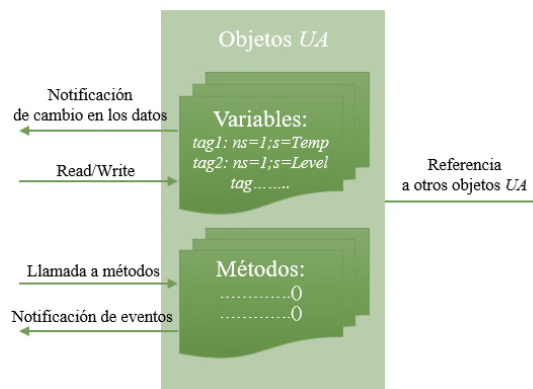 Objetos UA
Notificación
de cambio en los datos
Read/Write
Variables:
tag1: ns=1;s=Temp
tag2: ns=1;s=Level
tag……..
Referencia
a otros objetos UA
Llamada a métodos
Notificación de eventos
Métodos:
.............()
.............()